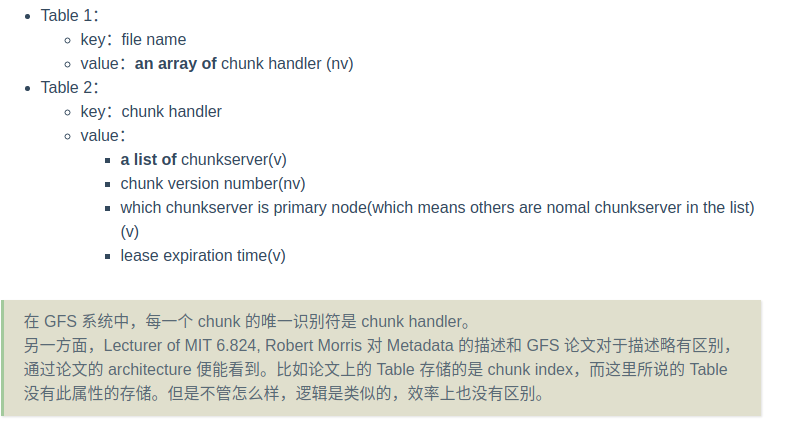 Table 1：
key：file name
value：an array of chunk handler (nv)
Table 2：
key：chunk handler
value：
a list of chunkserver(v)
chunk version number(nv)
which chunkserver is primary node(which means others are nomal chunkserver in the list)
(v)
lease expiration time(v)
在 GFS 系统中，每一个 chunk 的唯一识别符是 chunk handler。
另一方面，Lecturer of MIT 6.824, Robert Morris 对 Metadata 的描述和 GFS 论文对于描述略有区别，
通过论文的 architecture 便能看到。比如论文上的 Table 存储的是 chunk index，而这里所说的 Table
没有此属性的存储。但是不管怎么样，逻辑是类似的，效率上也没有区别。